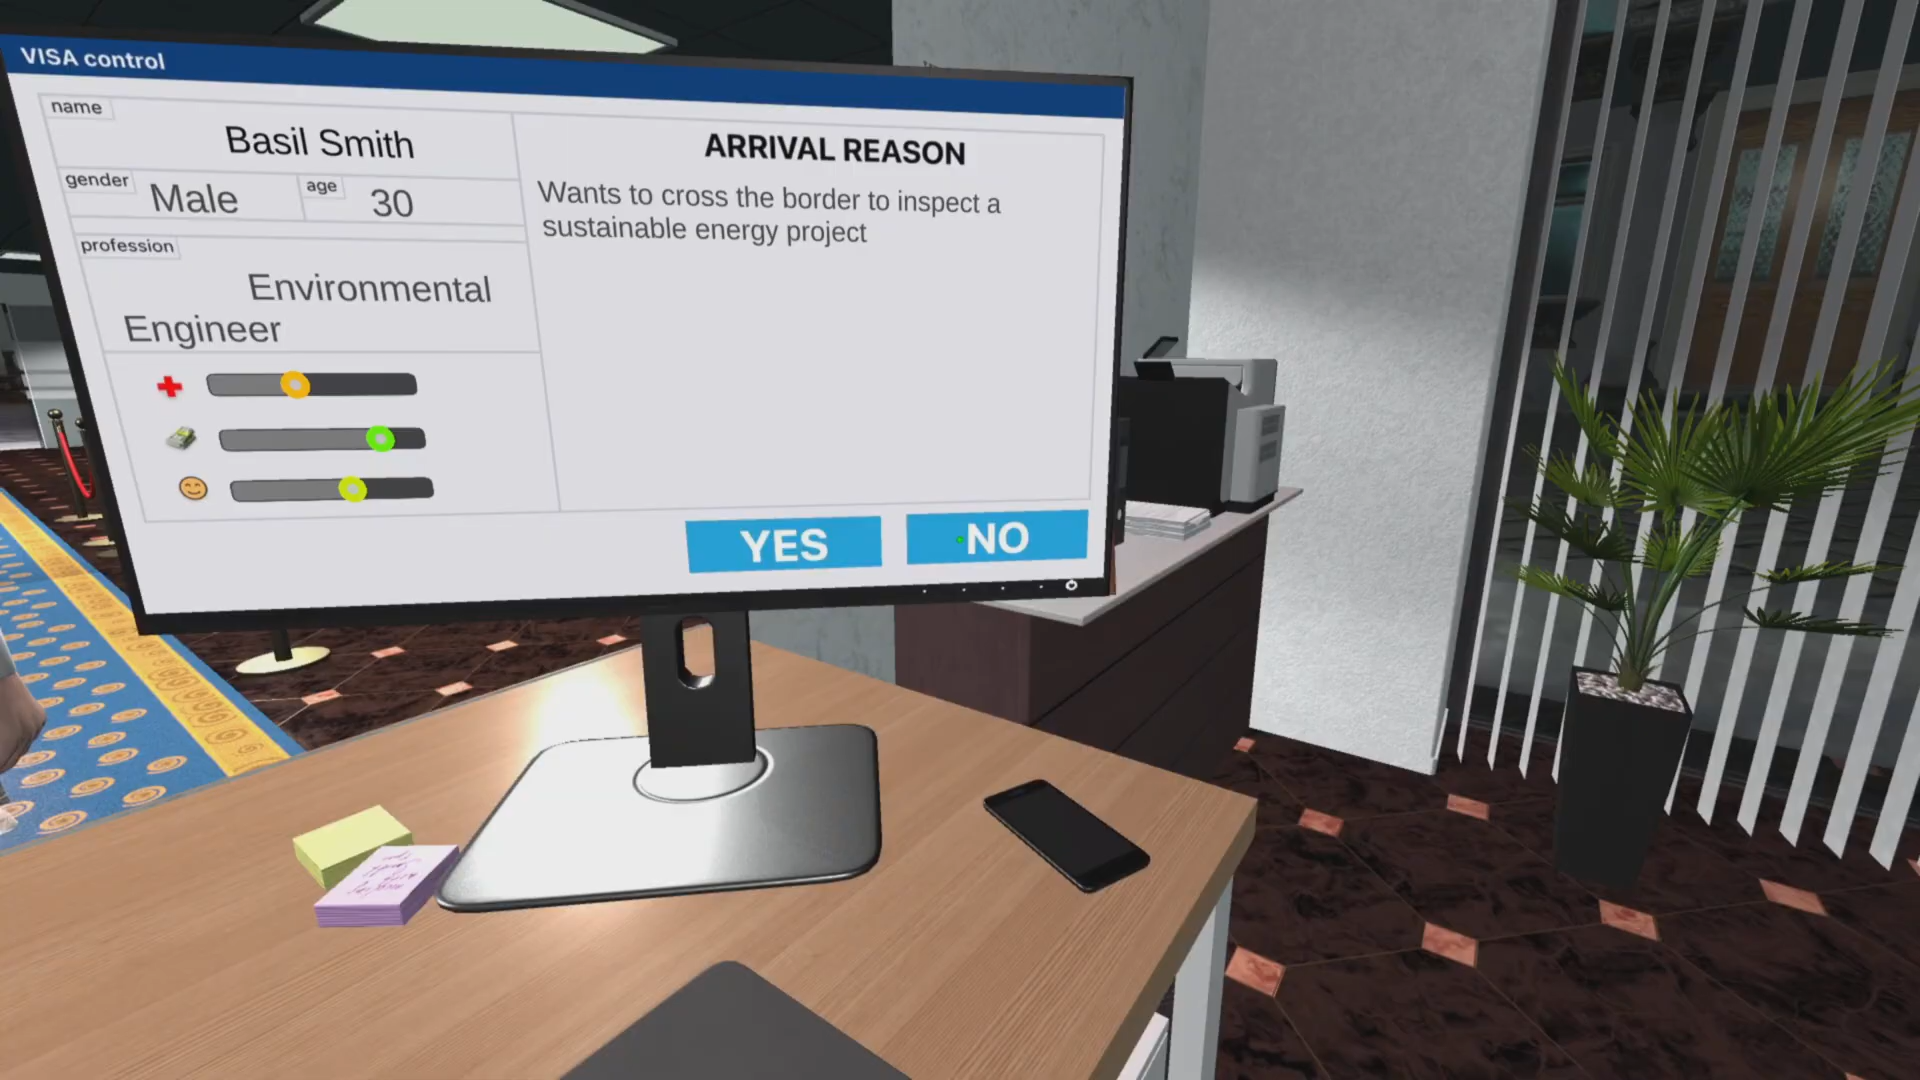 VISA control
name
Basil Smith
gender
Male
age
30
profession
Environmental
Engineer
ARRIVAL REASON
Wants to cross the border to inspect a
sustainable energy project
YES
NO